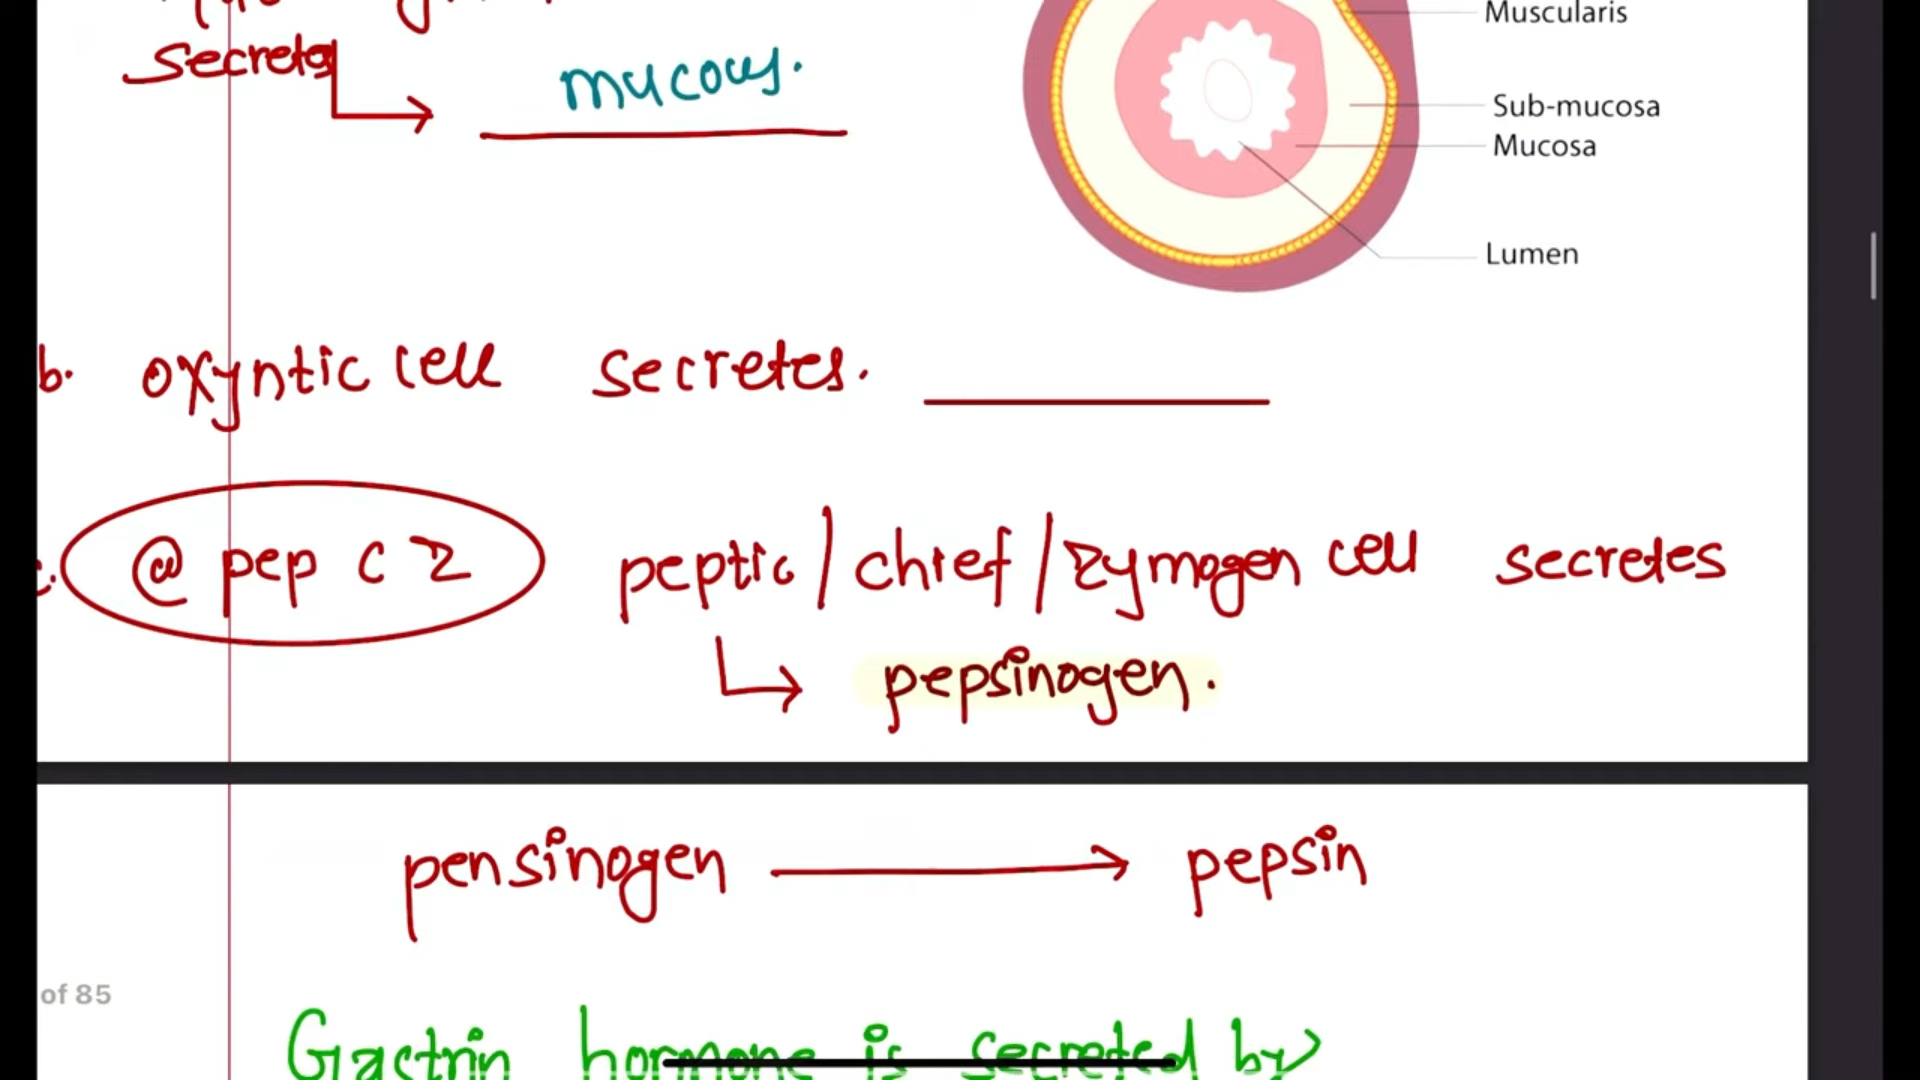 Muscularis
secretes
mucous.
Sub-mucosa
Mucosa
Lumen
b. oxyntic cell secretes.
c. @ pep c z peptic/chief/zymogen cell secretes
pepsinogen.
pensinogen → pepsin
of 85
Gastrin hormone is secreted by